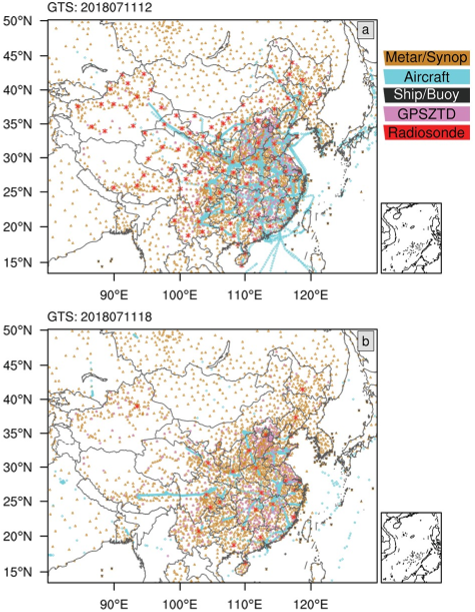 GTS: 2018071112
50°N
a
45°N
40°N
35°N
30°N
25°N
20°N
15°N
90°E 100°E 110°E 120°E
Metar/Synop
Aircraft
Ship/Buoy
GPSZTD
Radiosonde
GTS: 2018071118
50°N
b
45°N
40°N
35°N
30°N
25°N
20°N
15°N
90°E 100°E 110°E 120°E